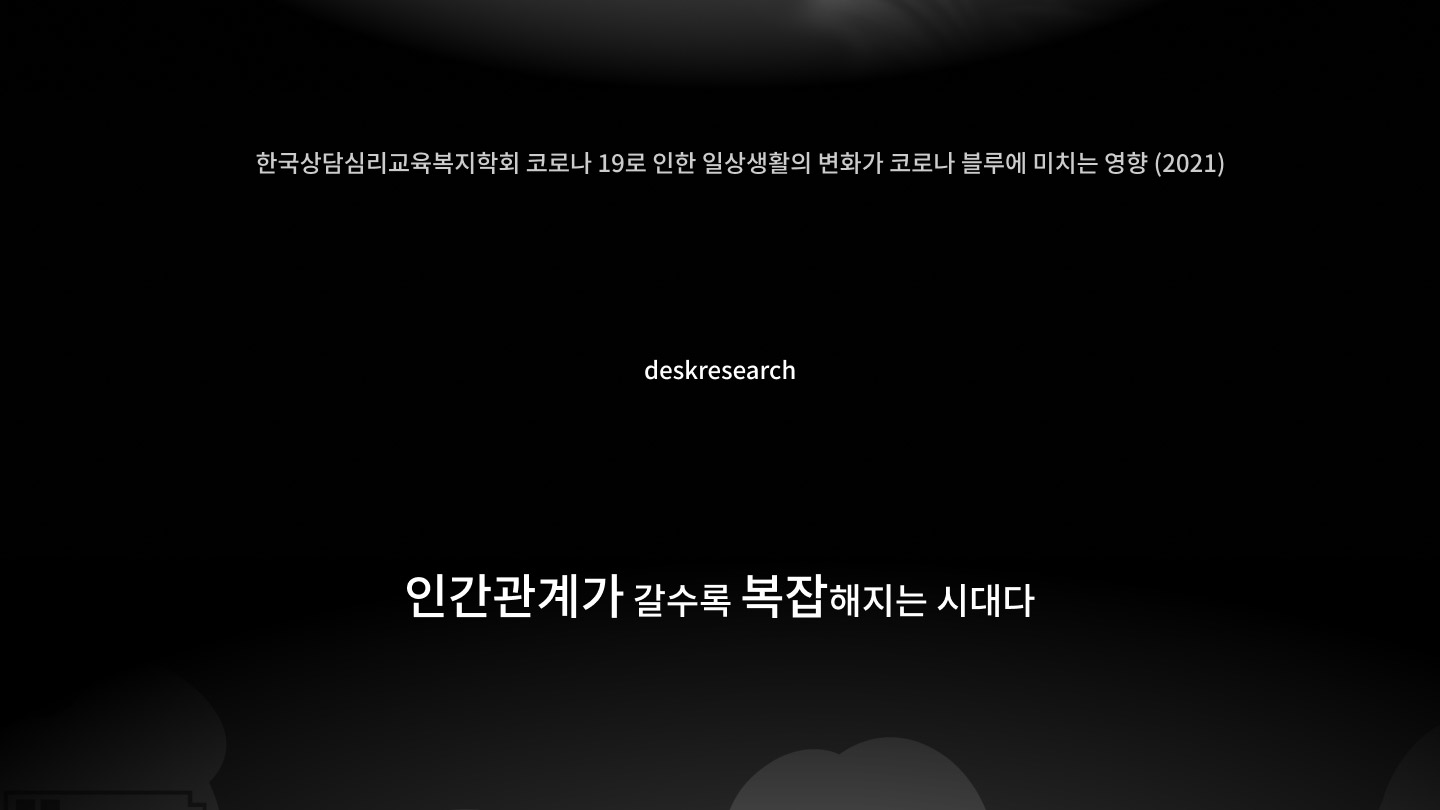 한국상담심리교육복지학회 코로나 19로 인한 일상생활의 변화가 코로나 블루에 미치는 영향 (2021)
deskresearch
인간관계가 갈수록 복잡해지는 시대다